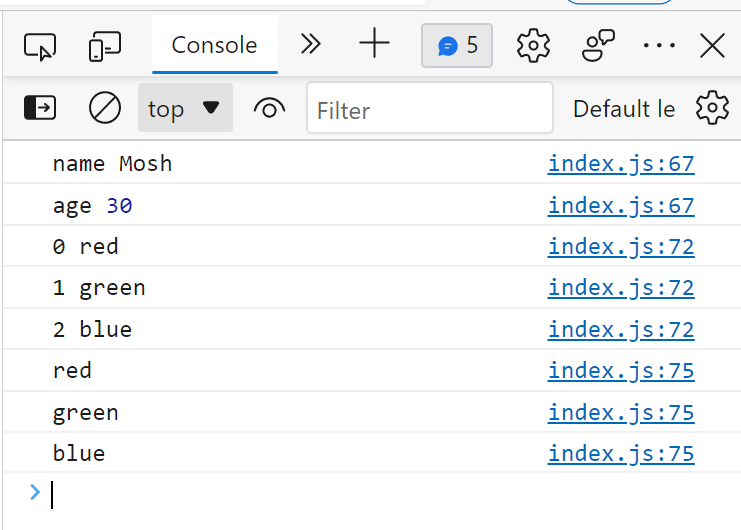 Console 5
top Filter Default le
name Mosh index.js:67
age 30 index.js:67
0 red index.js:72
1 green index.js:72
2 blue index.js:72
red index.js:75
green index.js:75
blue index.js:75